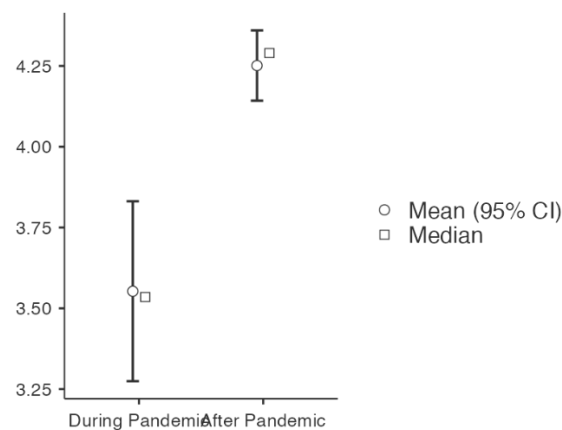 4.25
4.00
3.75
3.50
3.25
During Pandemic After Pandemic
Mean (95% CI)
Median